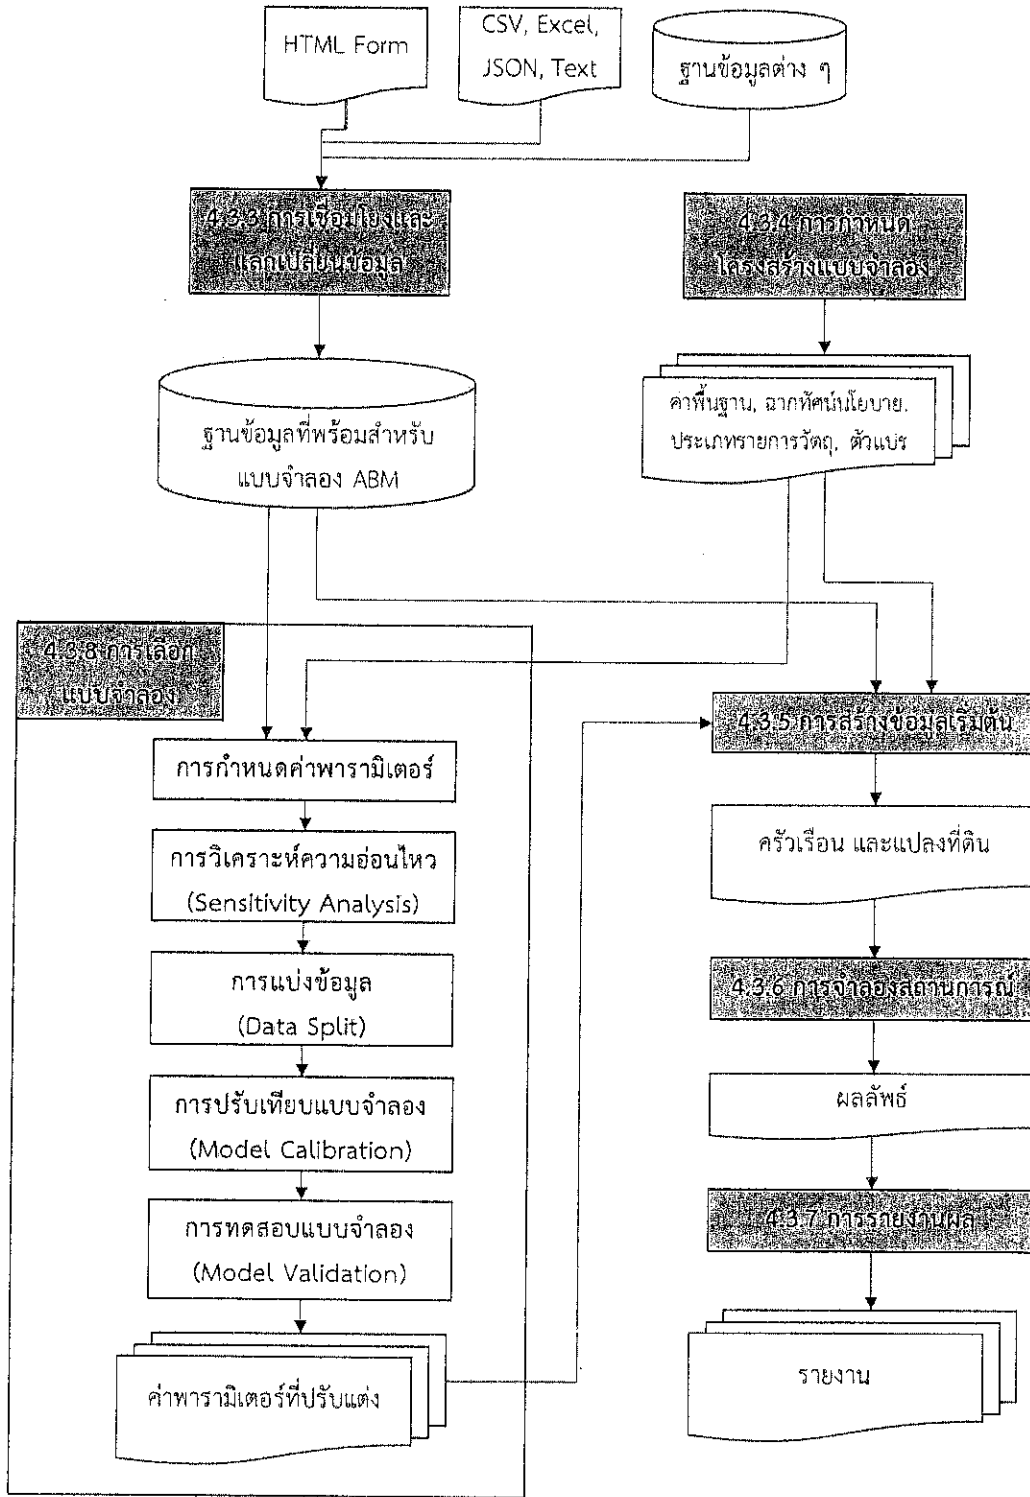 HTML Form
CSV, Excel,
JSON, Text
ฐานข้อมูลต่าง ๆ
4.3.3 การเชื่อมโยงและ
แลกเปลี่ยนข้อมูล
4.3.4 การกำหนด
โครงสร้างแบบจำลอง
ฐานข้อมูลที่พร้อมสำหรับ
แบบจำลอง ABM
ค่าพื้นฐาน, ฉากทัศน์นโยบาย,
ประเภทรายการวัตถุ, ตัวแปร
4.3.8 การเลือก
แบบจำลอง
การกำหนดค่าพารามิเตอร์
การวิเคราะห์ความอ่อนไหว
(Sensitivity Analysis)
การแบ่งข้อมูล
(Data Split)
การปรับเทียบแบบจำลอง
(Model Calibration)
การทดสอบแบบจำลอง
(Model Validation)
ค่าพารามิเตอร์ที่ปรับแต่ง
4.3.5 การสร้างข้อมูลเริ่มต้น
ครัวเรือน และแปลงที่ดิน
4.3.6 การจำลองสถานการณ์
ผลลัพธ์
4.3.7 การรายงานผล
รายงาน